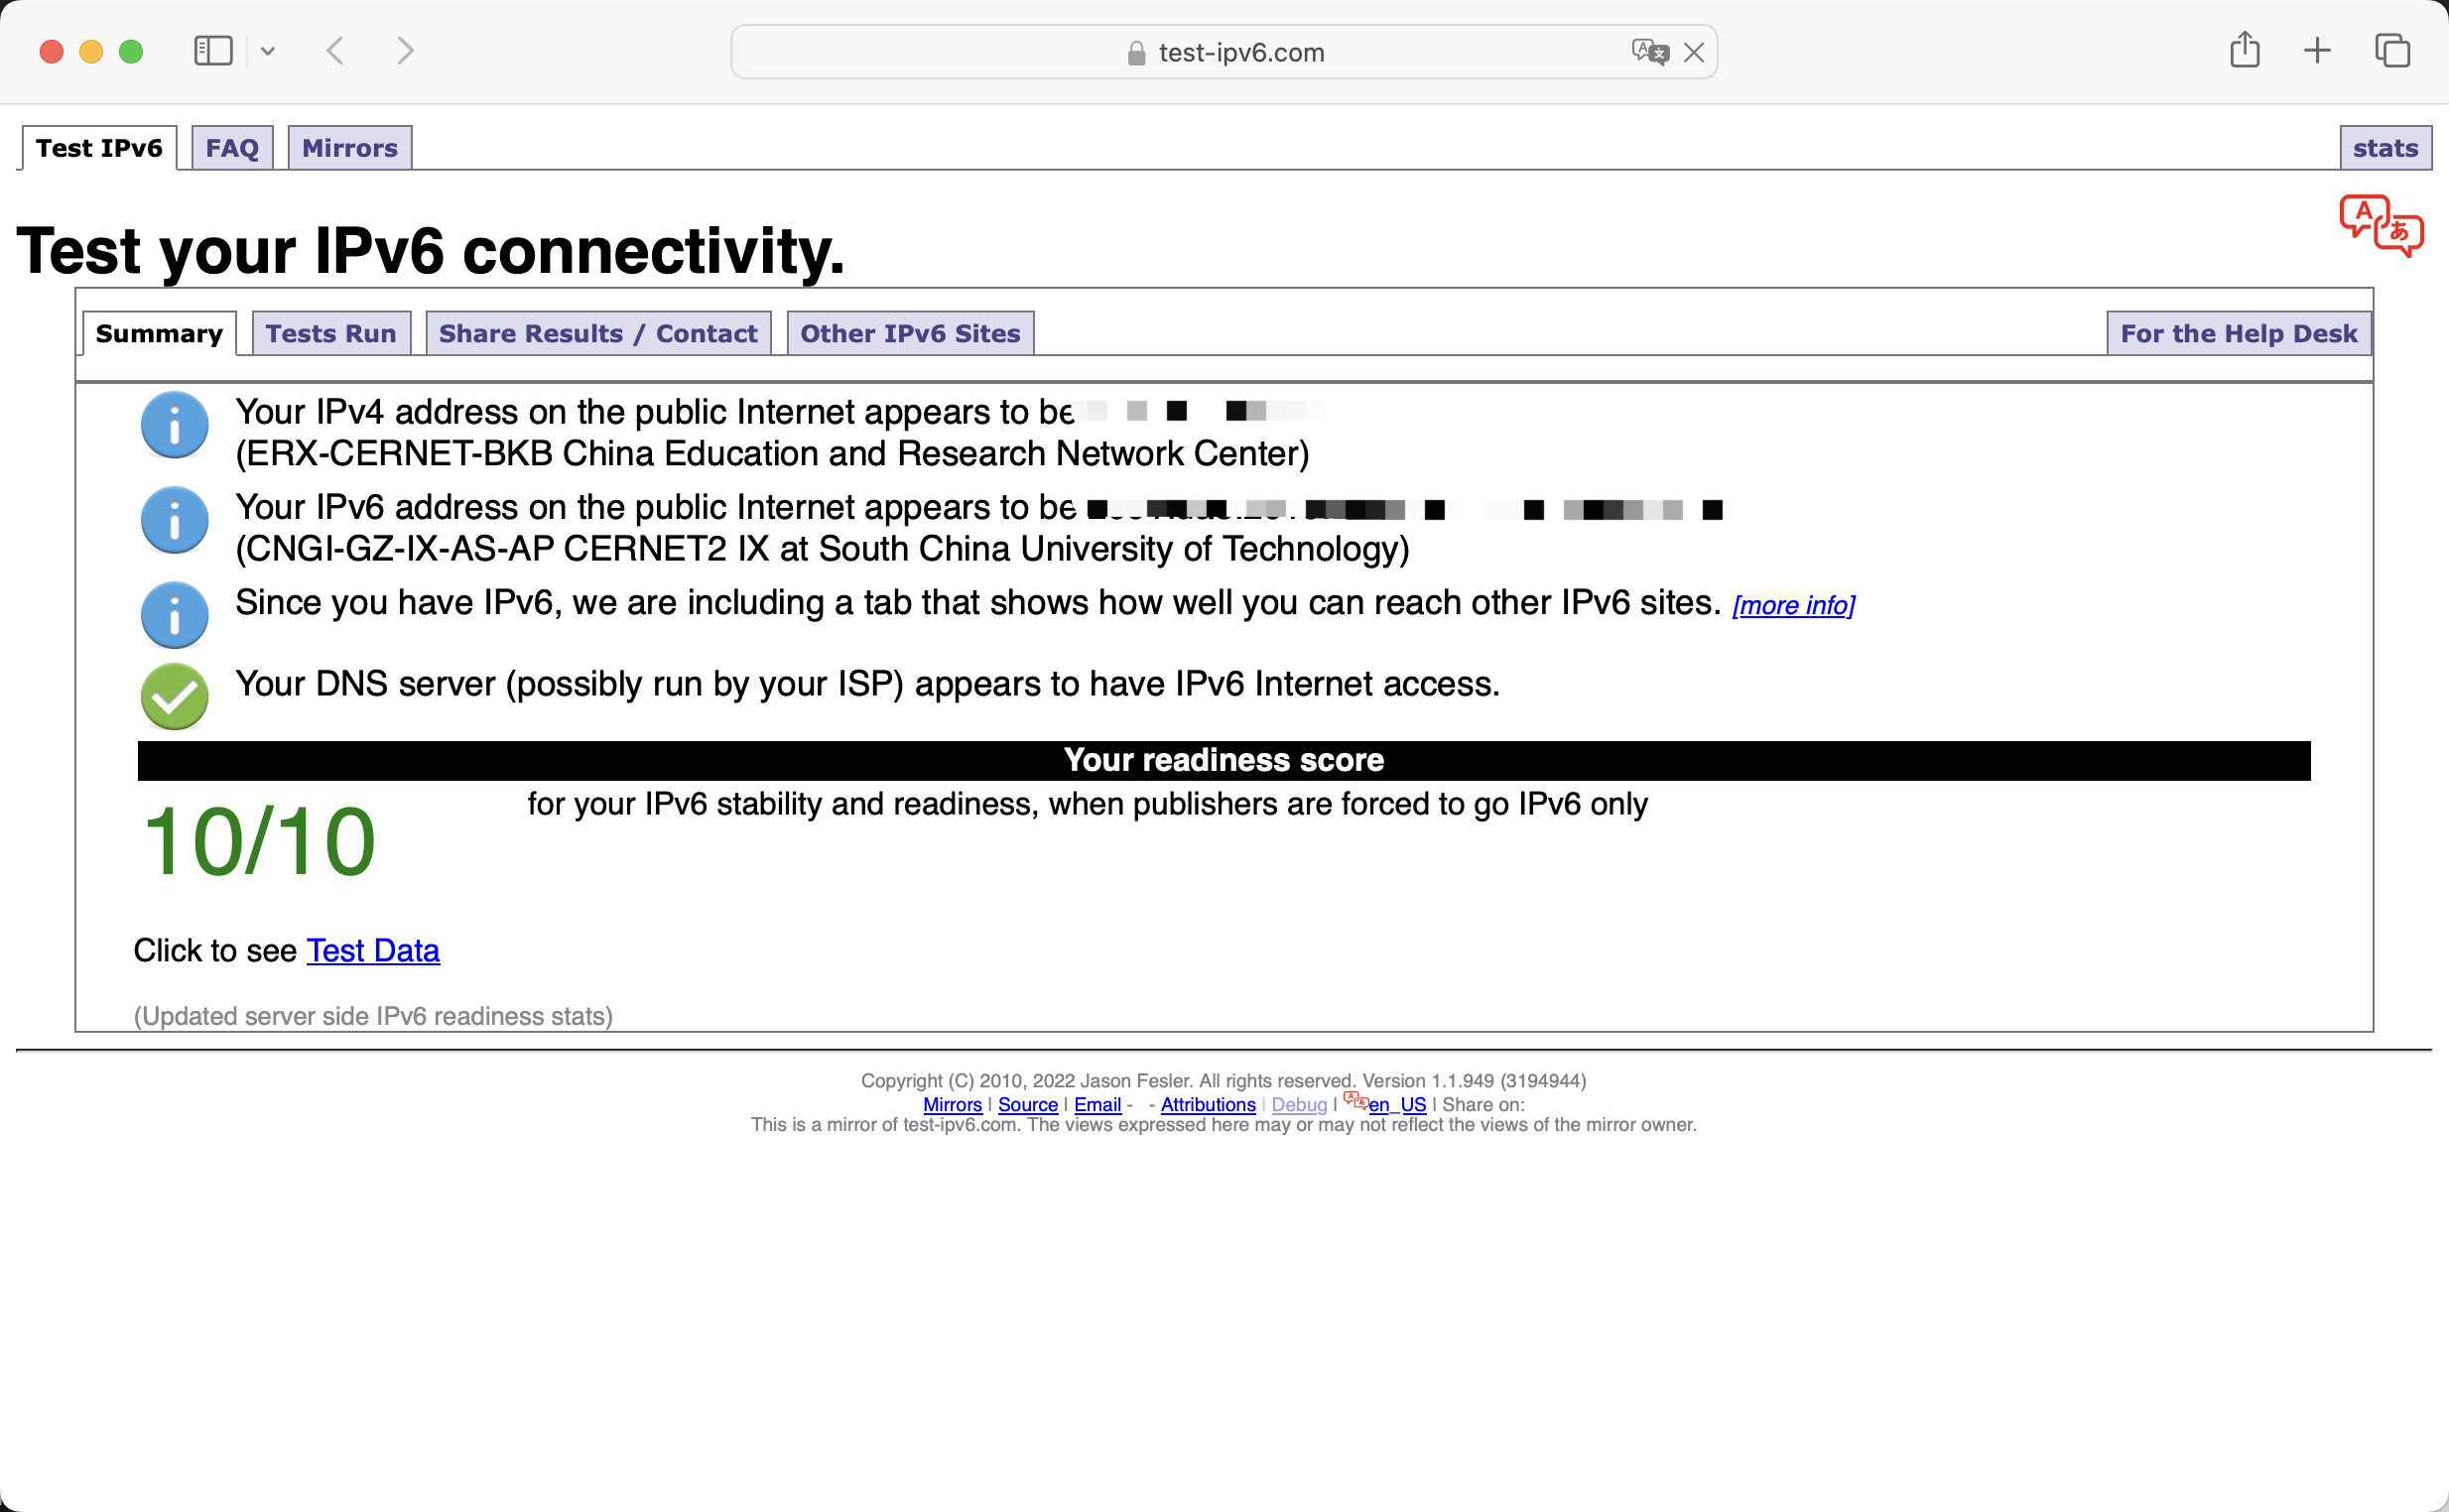 test-ipv6.com
Test IPv6 FAQ Mirrors stats
Test your IPv6 connectivity.
Summary Tests Run Share Results / Contact Other IPv6 Sites For the Help Desk
Your IPv4 address on the public Internet appears to be
(ERX-CERNET-BKB China Education and Research Network Center)
Your IPv6 address on the public Internet appears to be
(CNGI-GZ-IX-AS-AP CERNET2 IX at South China University of Technology)
Since you have IPv6, we are including a tab that shows how well you can reach other IPv6 sites. [more info]
Your DNS server (possibly run by your ISP) appears to have IPv6 Internet access.
Your readiness score
10/10 for your IPv6 stability and readiness, when publishers are forced to go IPv6 only
Click to see Test Data
(Updated server side IPv6 readiness stats)
Copyright (C) 2010, 2022 Jason Fesler. All rights reserved. Version 1.1.949 (3194944)
Mirrors | Source | Email - - Attributions | Debug | en_US | Share on:
This is a mirror of test-ipv6.com. The views expressed here may or may not reflect the views of the mirror owner.